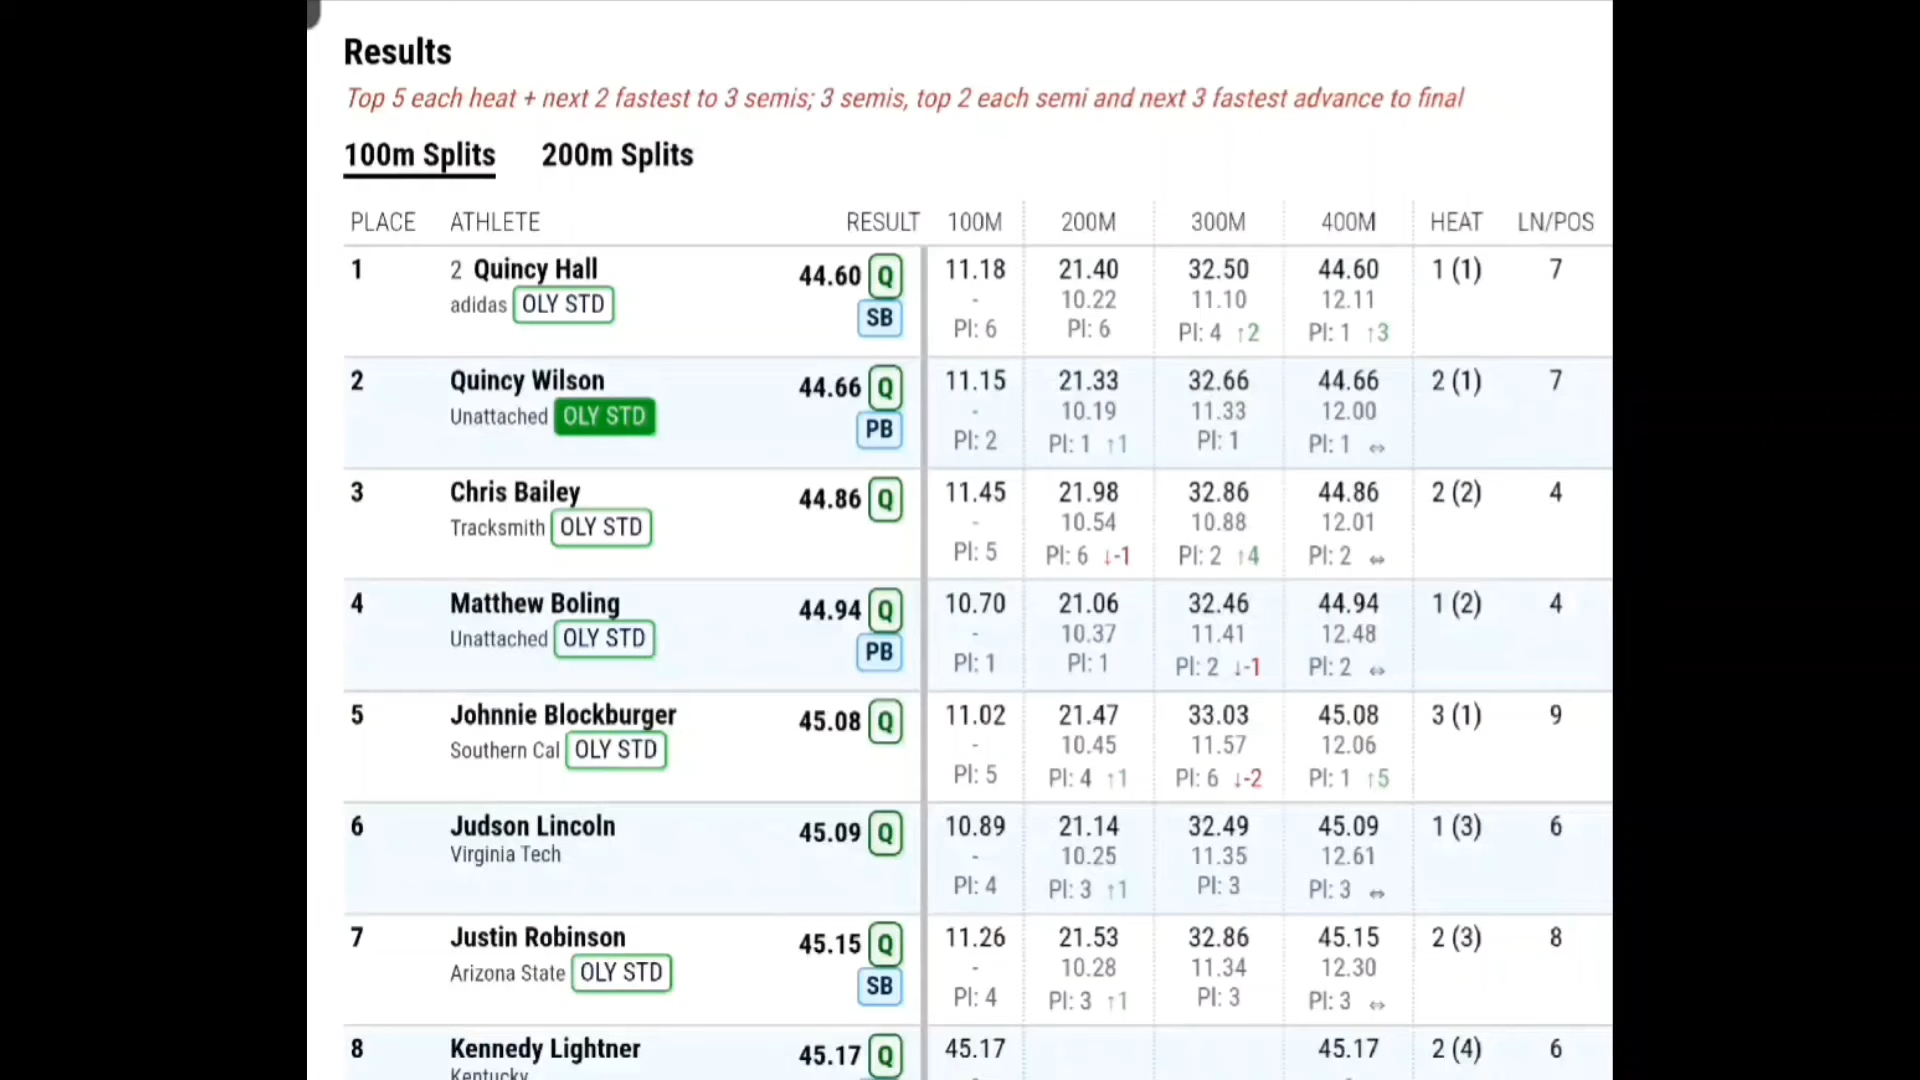 Results
Top 5 each heat + next 2 fastest to 3 semis; 3 semis, top 2 each semi and next 3 fastest advance to final
100m Splits 200m Splits
PLACE ATHLETE RESULT 100M 200M 300M 400M HEAT LN/POS
1 2 Quincy Hall 44.60 Q 11.18 21.40 32.50 44.60 1 (1) 7
adidas OLY STD SB - 10.22 11.10 12.11
Pl: 6 Pl: 6 Pl: 4 ↑2 Pl: 1 ↑3
2 Quincy Wilson 44.66 Q 11.15 21.33 32.66 44.66 2 (1) 7
Unattached OLY STD PB - 10.19 11.33 12.00
Pl: 2 Pl: 1 ↑1 Pl: 1 Pl: 1 ⇔
3 Chris Bailey 44.86 Q 11.45 21.98 32.86 44.86 2 (2) 4
Tracksmith OLY STD - 10.54 10.88 12.01
Pl: 5 Pl: 6 ↓-1 Pl: 2 ↑4 Pl: 2 ⇔
4 Matthew Boling 44.94 Q 10.70 21.06 32.46 44.94 1 (2) 4
Unattached OLY STD PB - 10.37 11.41 12.48
Pl: 1 Pl: 1 Pl: 2 ↓-1 Pl: 2 ⇔
5 Johnnie Blockburger 45.08 Q 11.02 21.47 33.03 45.08 3 (1) 9
Southern Cal OLY STD - 10.45 11.57 12.06
Pl: 5 Pl: 4 ↑1 Pl: 6 ↓-2 Pl: 1 ↑5
6 Judson Lincoln 45.09 Q 10.89 21.14 32.49 45.09 1 (3) 6
Virginia Tech - 10.25 11.35 12.61
Pl: 4 Pl: 3 ↑1 Pl: 3 Pl: 3 ⇔
7 Justin Robinson 45.15 Q 11.26 21.53 32.86 45.15 2 (3) 8
Arizona State OLY STD SB - 10.28 11.34 12.30
Pl: 4 Pl: 3 ↑1 Pl: 3 Pl: 3 ⇔
8 Kennedy Lightner 45.17 Q 45.17 45.17 2 (4) 6
Kentucky